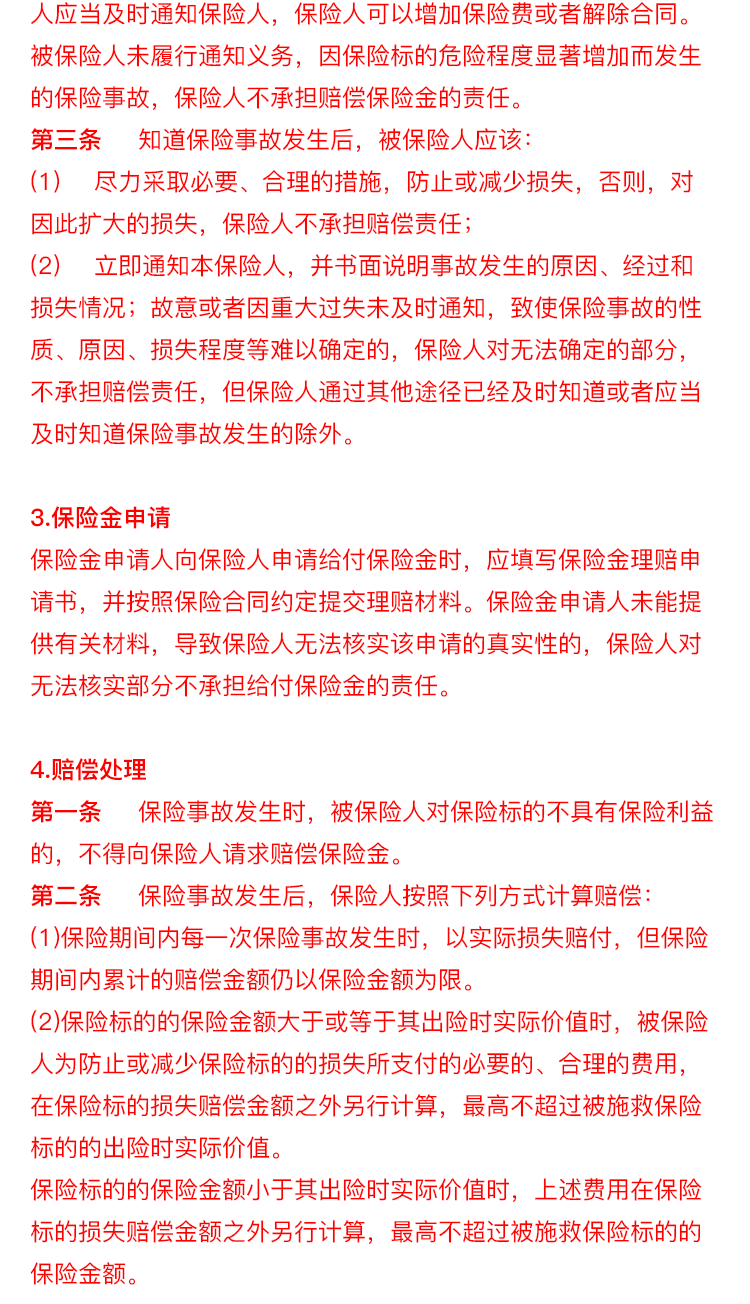 人应当及时通知保险人，保险人可以增加保险费或者解除合同。
被保险人未履行通知义务，因保险标的危险程度显著增加而发生
的保险事故，保险人不承担赔偿保险金的责任。
第三条 知道保险事故发生后，被保险人应该：
(1) 尽力采取必要、合理的措施，防止或减少损失，否则，对
因此扩大的损失，保险人不承担赔偿责任；
(2) 立即通知本保险人，并书面说明事故发生的原因、经过和
损失情况；故意或者因重大过失未及时通知，致使保险事故的性
质、原因、损失程度等难以确定的，保险人对无法确定的部分，
不承担赔偿责任，但保险人通过其他途径已经及时知道或者应当
及时知道保险事故发生的除外。
3.保险金申请
保险金申请人向保险人申请给付保险金时，应填写保险金理赔申
请书，并按照保险合同约定提交理赔材料。保险金申请人未能提
供有关材料，导致保险人无法核实该申请的真实性的，保险人对
无法核实部分不承担给付保险金的责任。
4.赔偿处理
第一条 保险事故发生时，被保险人对保险标的不具有保险利益
的，不得向保险人请求赔偿保险金。
第二条 保险事故发生后，保险人按照下列方式计算赔偿：
(1)保险期间内每一次保险事故发生时，以实际损失赔付，但保险
期间内累计的赔偿金额仍以保险金额为限。
(2)保险标的的保险金额大于或等于其出险时实际价值时，被保险
人为防止或减少保险标的的损失所支付的必要的、合理的费用，
在保险标的损失赔偿金额之外另行计算，最高不超过被施救保险
标的的出险时实际价值。
保险标的的保险金额小于其出险时实际价值时，上述费用在保险
标的损失赔偿金额之外另行计算，最高不超过被施救保险标的的
保险金额。